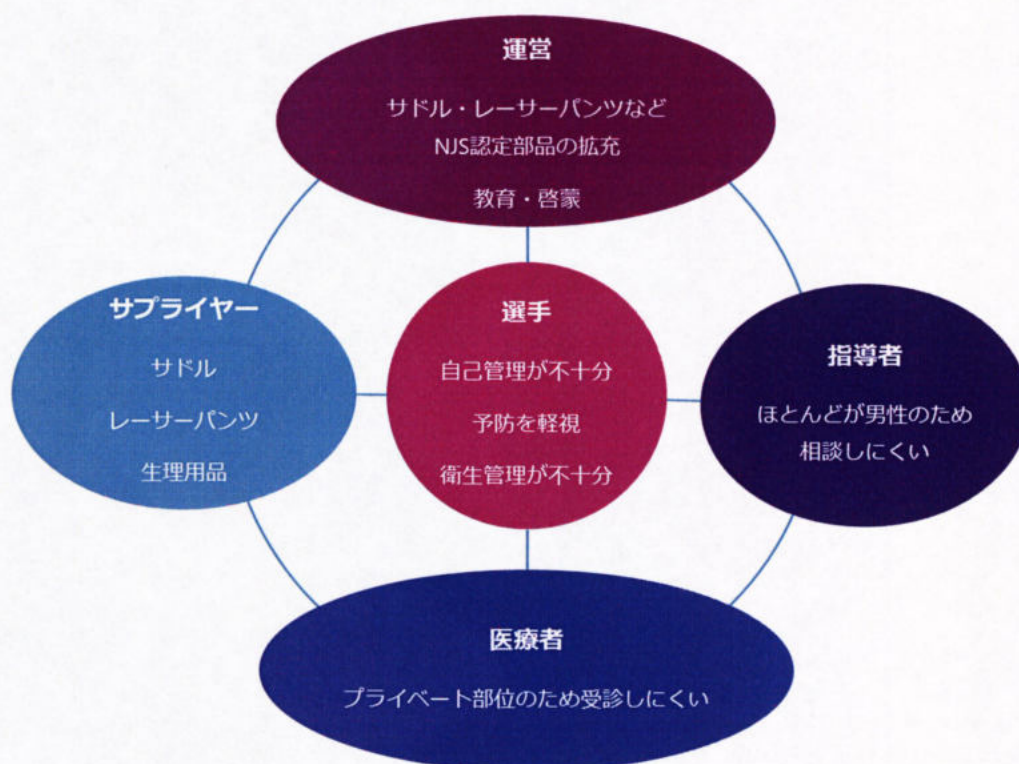 運営
サドル・レーサーパンツなど
NJS認定部品の拡充
教育・啓蒙
サプライヤー
サドル
レーサーパンツ
生理用品
選手
自己管理が不十分
予防を軽視
衛生管理が不十分
指導者
ほとんどが男性のため
相談しにくい
医療者
プライベート部位のため受診しにくい